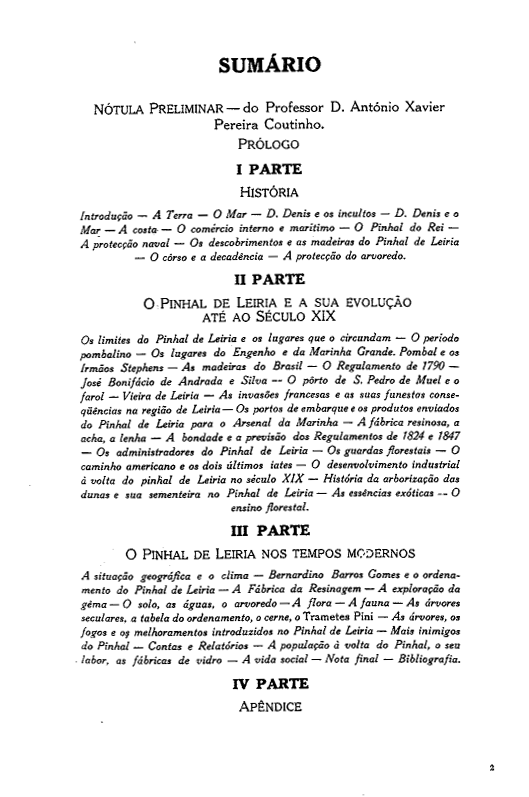 SUMÁRIO
NÓTULA PRELIMINAR — do Professor D. António Xavier
Pereira Coutinho.
PRÓLOGO
I PARTE
HISTÓRIA
Introdução — A Terra — O Mar — D. Denis e os incultos — D. Denis e o
Mar — A costa — O comércio interno e maritimo — O Pinhal do Rei —
A protecção naval — Os descobrimentos e as madeiras do Pinhal de Leiria
— O côrso e a decadência — A protecção do arvoredo.
II PARTE
O PINHAL DE LEIRIA E A SUA EVOLUÇÃO
ATÉ AO SÉCULO XIX
Os limites do Pinhal de Leiria e os lugares que o circundam — O periodo
pombalino — Os lugares do Engenho e da Marinha Grande. Pombal e os
Irmãos Stephens — As madeiras do Brasil — O Regulamento de 1790 —
José Bonifácio de Andrada e Silva -- O pôrto de S. Pedro de Muel e o
farol — Vieira de Leiria — As invasões francesas e as suas funestas conse-
qüências na região de Leiria — Os portos de embarque e os produtos enviados
do Pinhal de Leiria para o Arsenal da Marinha — A fábrica resinosa, a
acha, a lenha — A bondade e a previsão dos Regulamentos de 1824 e 1847
— Os administradores do Pinhal de Leiria — Os guardas florestais — O
caminho americano e os dois últimos iates — O desenvolvimento industrial
à volta do pinhal de Leiria no século XIX — História da arborização das
dunas e sua sementeira no Pinhal de Leiria — As essências exóticas -- O
ensino florestal.
III PARTE
O PINHAL DE LEIRIA NOS TEMPOS MODERNOS
A situação geográfica e o clima — Bernardino Barros Gomes e o ordena-
mento do Pinhal de Leiria — A Fábrica da Resinagem — A exploração da
géma — O solo, as águas, o arvoredo — A flora — A fauna — As árvores
seculares, a tabela do ordenamento, o cerne, o Trametes Pini — As árvores, os
fogos e os melhoramentos introduzidos no Pinhal de Leiria — Mais inimigos
do Pinhal — Contas e Relatórios — A população à volta do Pinhal, o seu
labor, as fábricas de vidro — A vida social — Nota final — Bibliografia.
IV PARTE
APÊNDICE
2